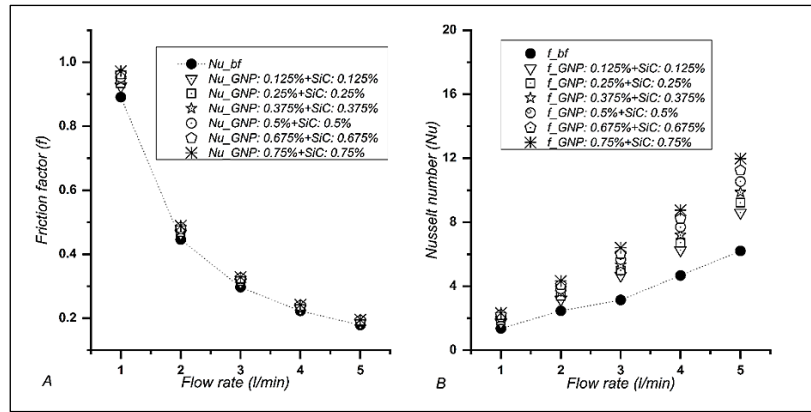 1.0
0.8
0.6
0.4
0.2
Friction factor (f)
Nu_bf
Nu_GNP: 0.125%+SiC: 0.125%
Nu_GNP: 0.25%+SiC: 0.25%
Nu_GNP: 0.375%+SiC: 0.375%
Nu_GNP: 0.5%+SiC: 0.5%
Nu_GNP: 0.675%+SiC: 0.675%
Nu_GNP: 0.75%+SiC: 0.75%
1 2 3 4 5
A Flow rate (l/min)
20
16
12
8
4
0
Nusselt number (Nu)
f_bf
f_GNP: 0.125%+SiC: 0.125%
f_GNP: 0.25%+SiC: 0.25%
f_GNP: 0.375%+SiC: 0.375%
f_GNP: 0.5%+SiC: 0.5%
f_GNP: 0.675%+SiC: 0.675%
f_GNP: 0.75%+SiC: 0.75%
1 2 3 4 5
B Flow rate (l/min)